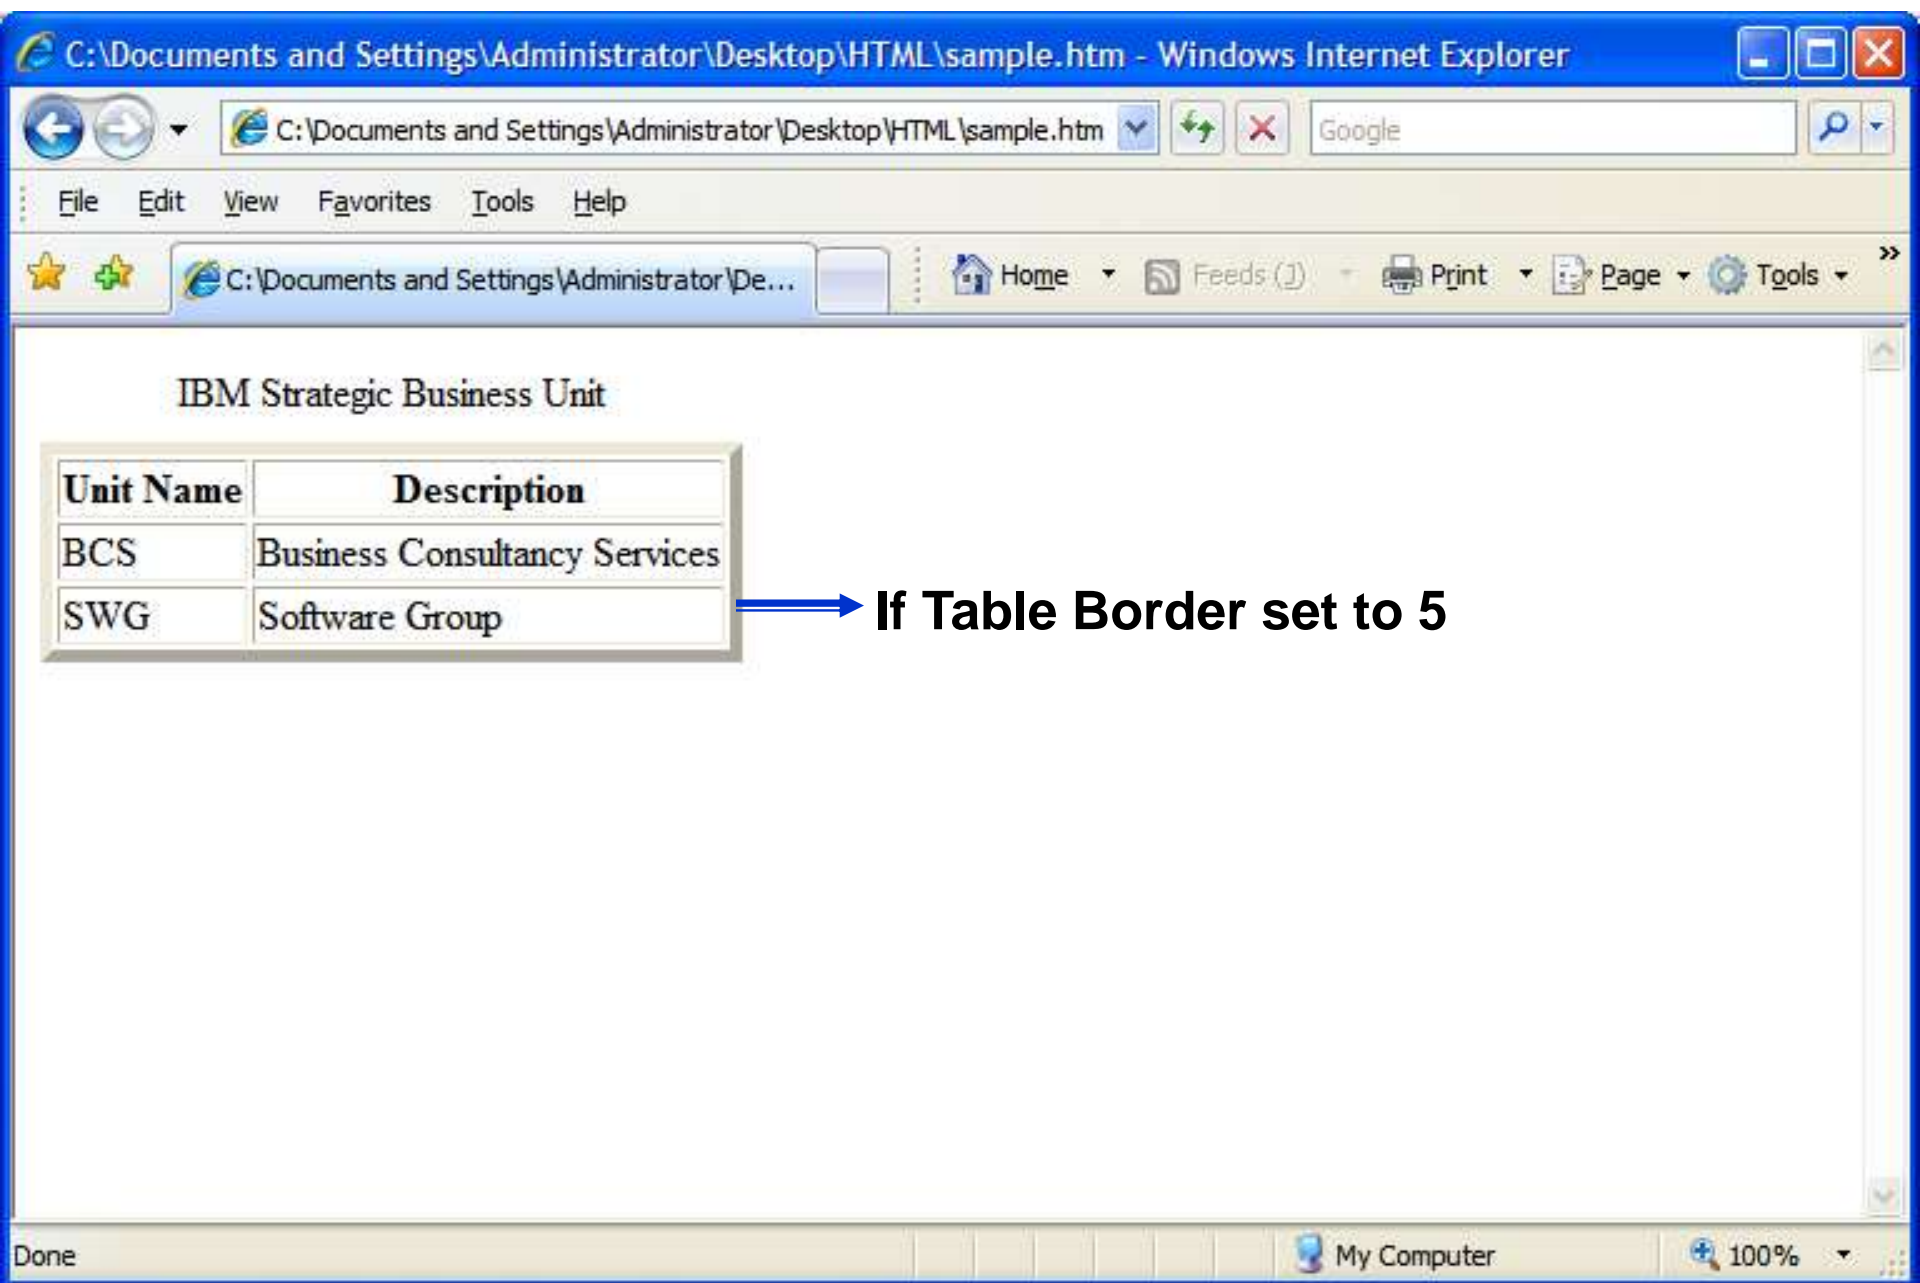 C:\Documents and Settings\Administrator\Desktop\HTML\sample.htm - Windows Internet Explorer
C:\Documents and Settings\Administrator\Desktop\HTML\sample.htm Google
File Edit View Favorites Tools Help
C:\Documents and Settings\Administrator\De... Home Feeds (J) Print Page Tools »
IBM Strategic Business Unit
Unit Name Description
BCS Business Consultancy Services
SWG Software Group
If Table Border set to 5
Done My Computer 100%